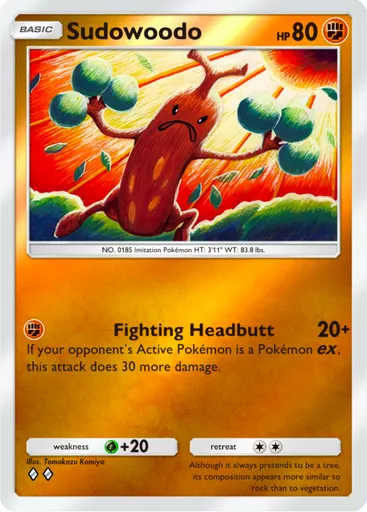 BASIC
Sudowoodo
HP 80
NO. 0185 Imitation Pokémon HT: 3'11" WT: 83.8 lbs.
Fighting Headbutt 20+
If your opponent's Active Pokémon is a Pokémon ex,
this attack does 30 more damage.
weakness +20
retreat
Illus. Tomokazu Komiya
Although it always pretends to be a tree,
its composition appears more similar to
rock than to vegetation.